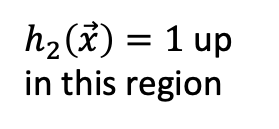 h₂(x⃗) = 1 up
in this region